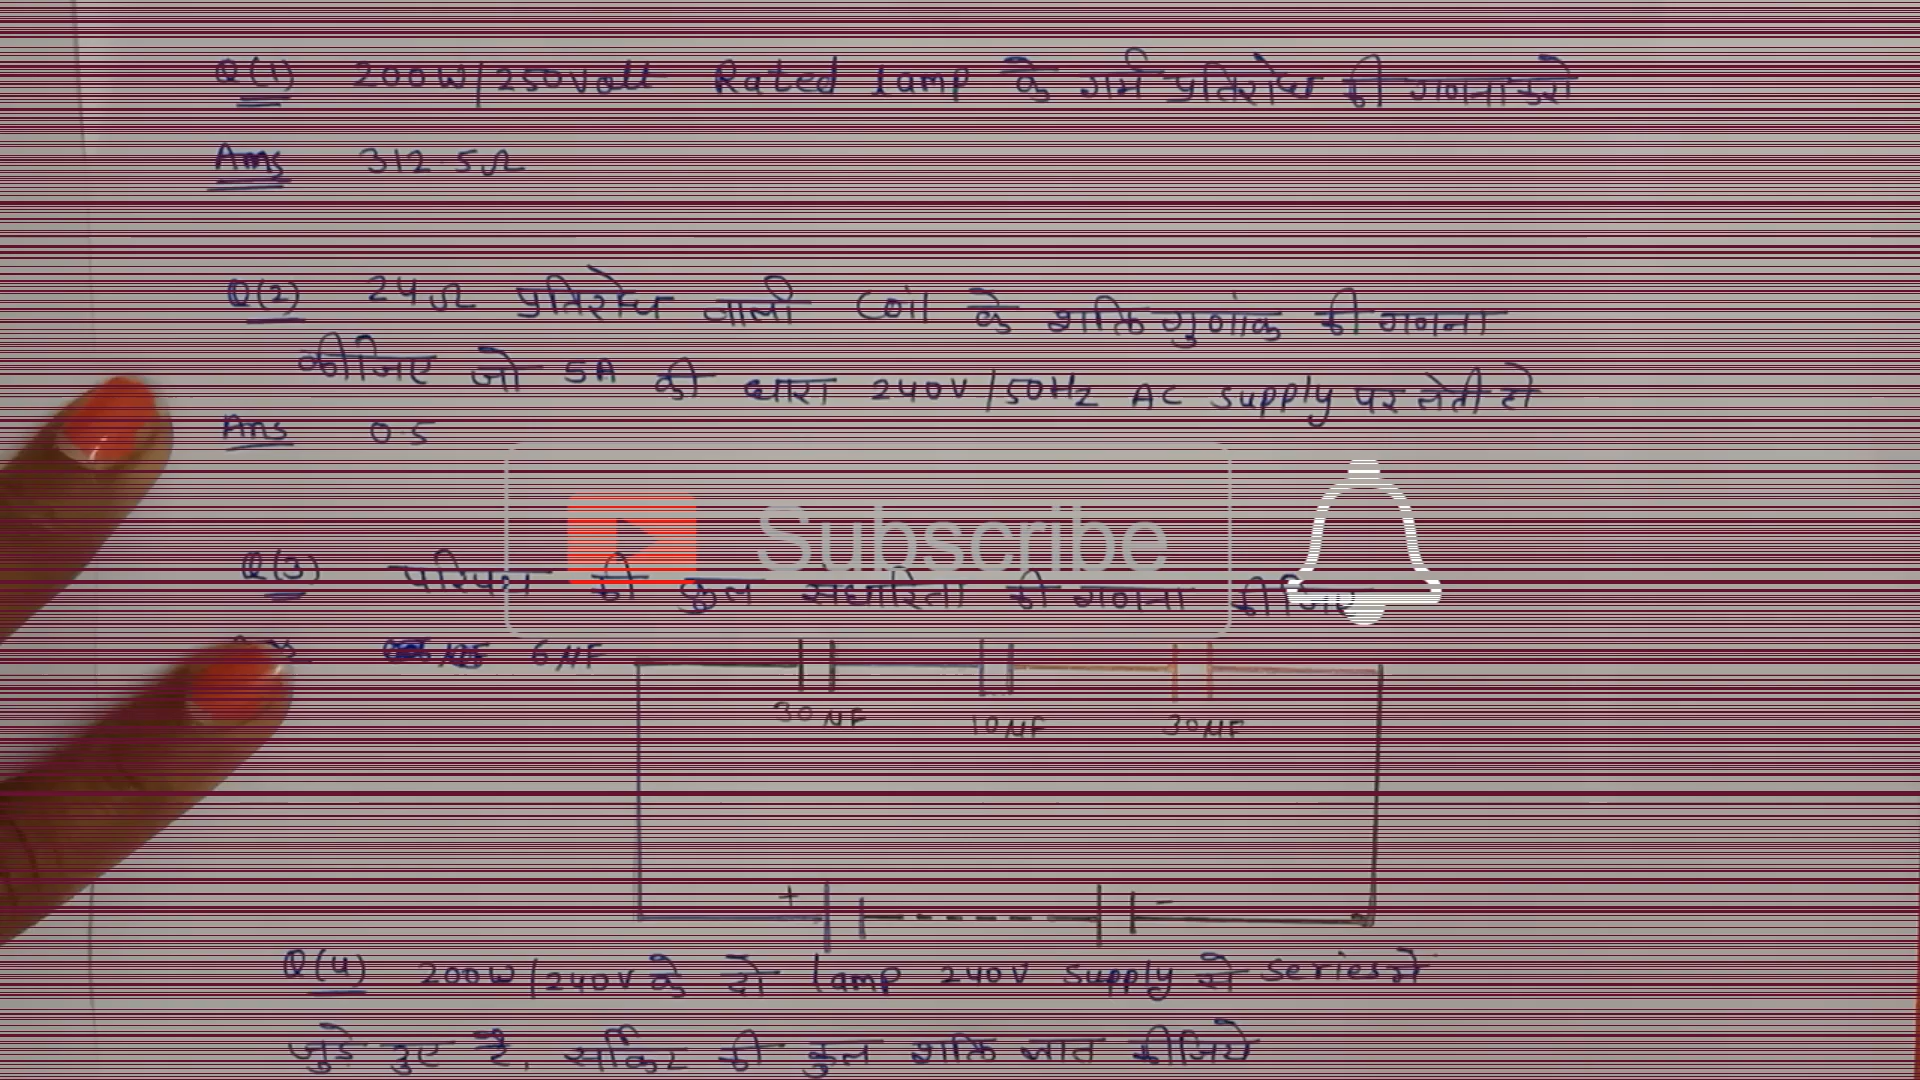 Q(1) 200W/250Volt Rated lamp के गर्म प्रतिरोध की गणना करो
Ans 312.5Ω
Q(2) 24Ω प्रतिरोध वाली Coil के शक्ति गुणांक की गणना
कीजिए जो 5A की धारा 240V/50Hz AC Supply पर लेती हो
Ans 0.5
Subscribe
Q(3) परिपथ की कुल संधारिता की गणना कीजिए
6μF
30μF 10μF 30μF
+ -
Q(4) 200W/240V के दो lamp 240V Supply से Series मे
जुडे हुए है, सर्किट की कुल शक्ति ज्ञात कीजिये